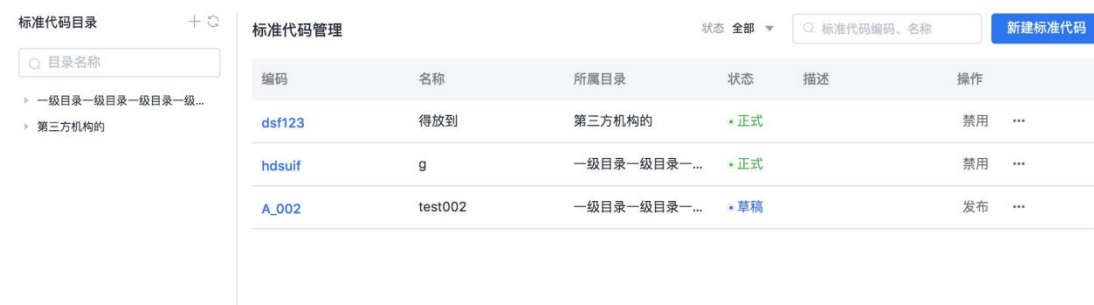 标准代码目录
目录名称
一级目录一级目录一级目录一级...
第三方机构的
标准代码管理 状态 全部 标准代码编码、名称 新建标准代码
编码 名称 所属目录 状态 描述 操作
dsf123 得放到 第三方机构的 正式 禁用 ...
hdsuif g 一级目录一级目录一... 正式 禁用 ...
A_002 test002 一级目录一级目录一... 草稿 发布 ...